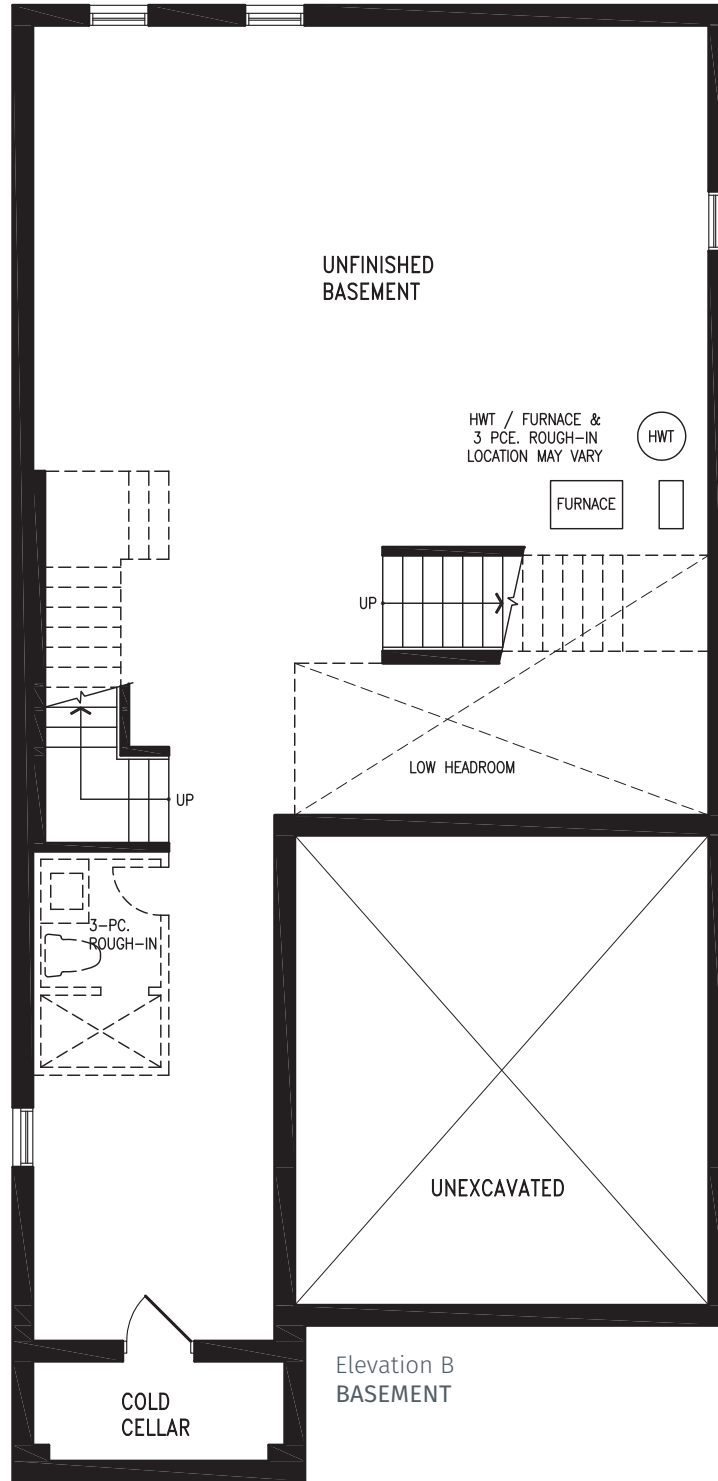 UNFINISHED
BASEMENT
HWT / FURNACE &
3 PCE. ROUGH-IN
LOCATION MAY VARY
HWT
FURNACE
UP
LOW HEADROOM
UP
3-PC.
ROUGH-IN
UNEXCAVATED
Elevation B
BASEMENT
COLD
CELLAR